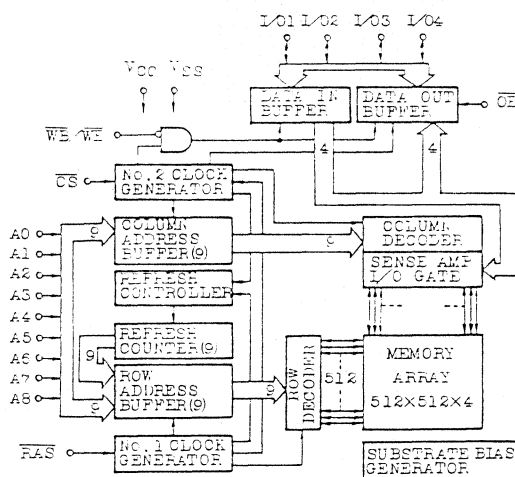 I/O1 I/O2 I/O3 I/O4
VCC VSS
DATA IN
BUFFER
DATA OUT
BUFFER
OE
WB/WE
4
4
CS
No.2 CLOCK
GENERATOR
A0
A1
A2
A3
A4
A5
A6
A7
A8
9
COLUMN
ADDRESS
BUFFER(9)
9
COLUMN
DECODER
SENSE AMP
I/O GATE
REFRESH
CONTROLLER
REFRESH
COUNTER(9)
9
9
ROW
ADDRESS
BUFFER(9)
9
ROW
DECODER
512
MEMORY
ARRAY
512×512×4
RAS
No.1 CLOCK
GENERATOR
SUBSTRATE BIAS
GENERATOR